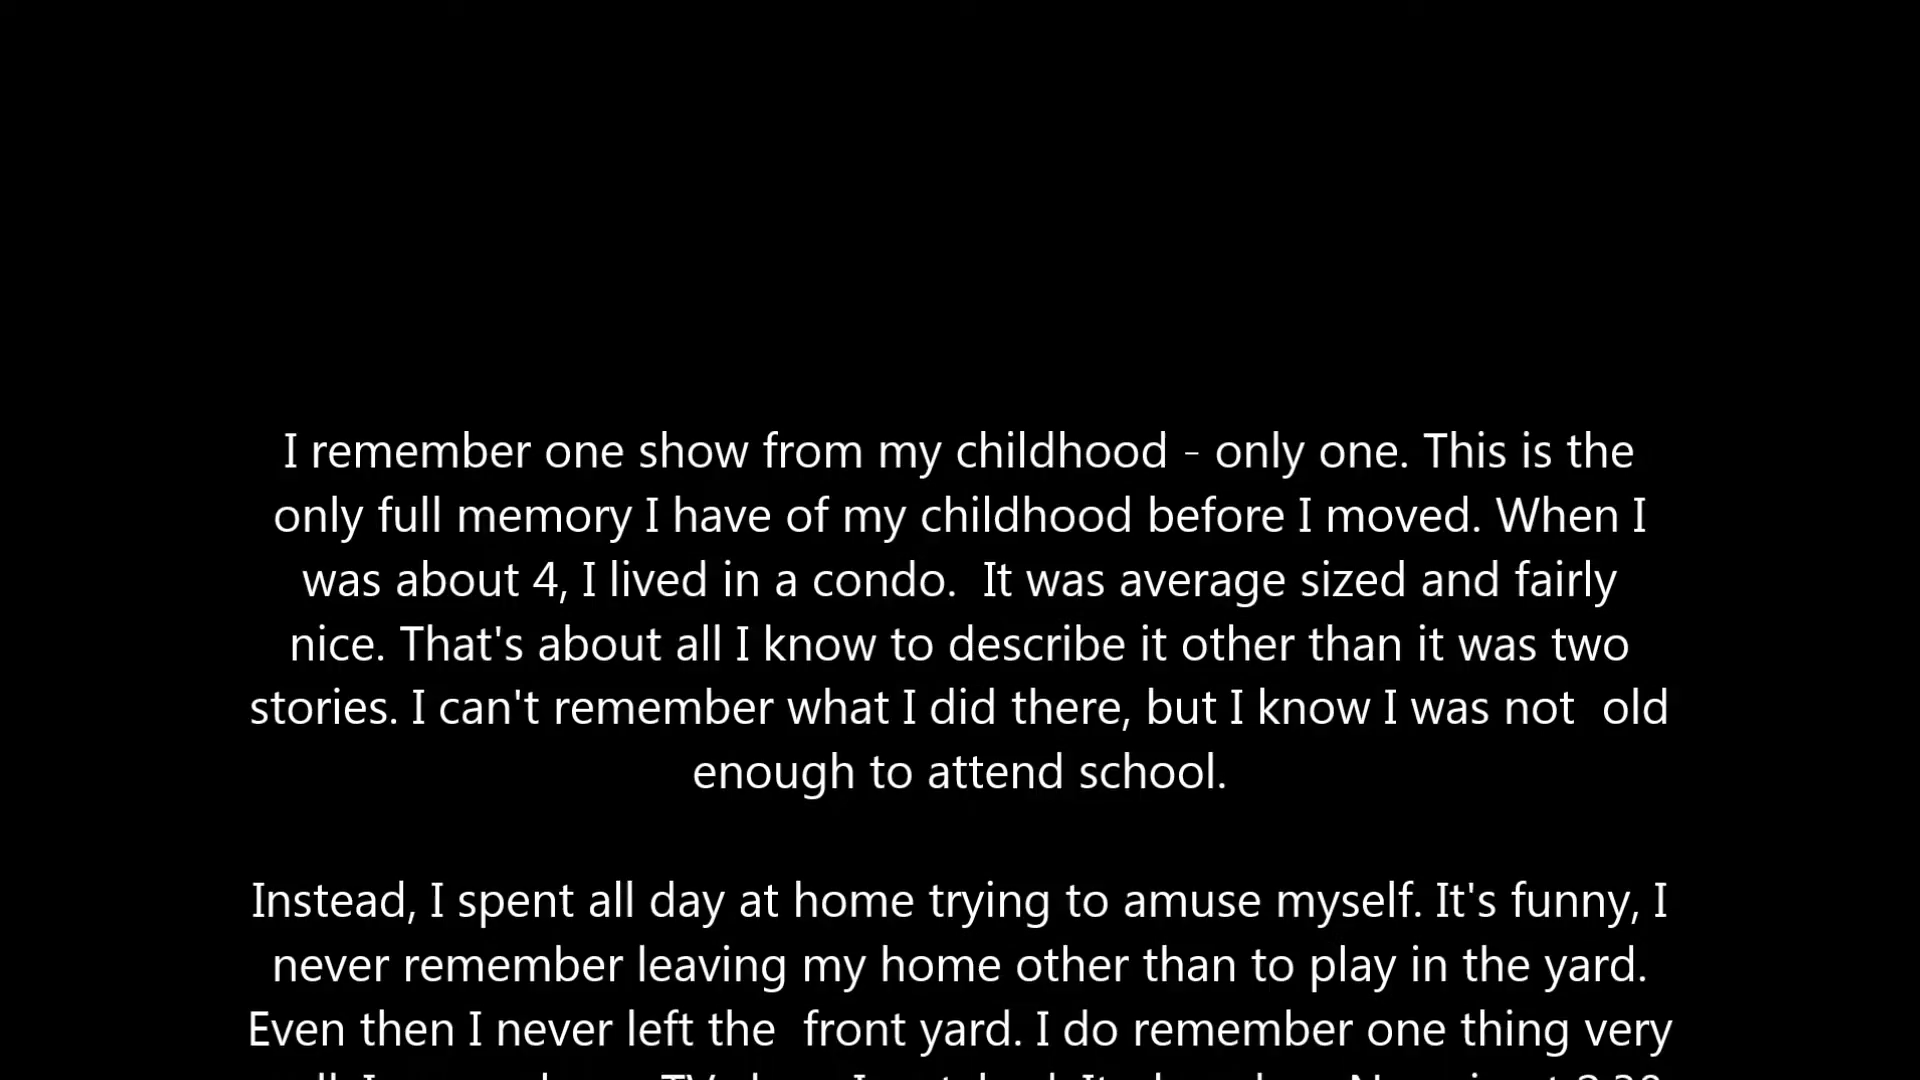 I remember one show from my childhood - only one. This is the
only full memory I have of my childhood before I moved. When I
was about 4, I lived in a condo.  It was average sized and fairly
nice. That's about all I know to describe it other than it was two
stories. I can't remember what I did there, but I know I was not  old
enough to attend school.
Instead, I spent all day at home trying to amuse myself. It's funny, I
never remember leaving my home other than to play in the yard.
Even then I never left the  front yard. I do remember one thing very